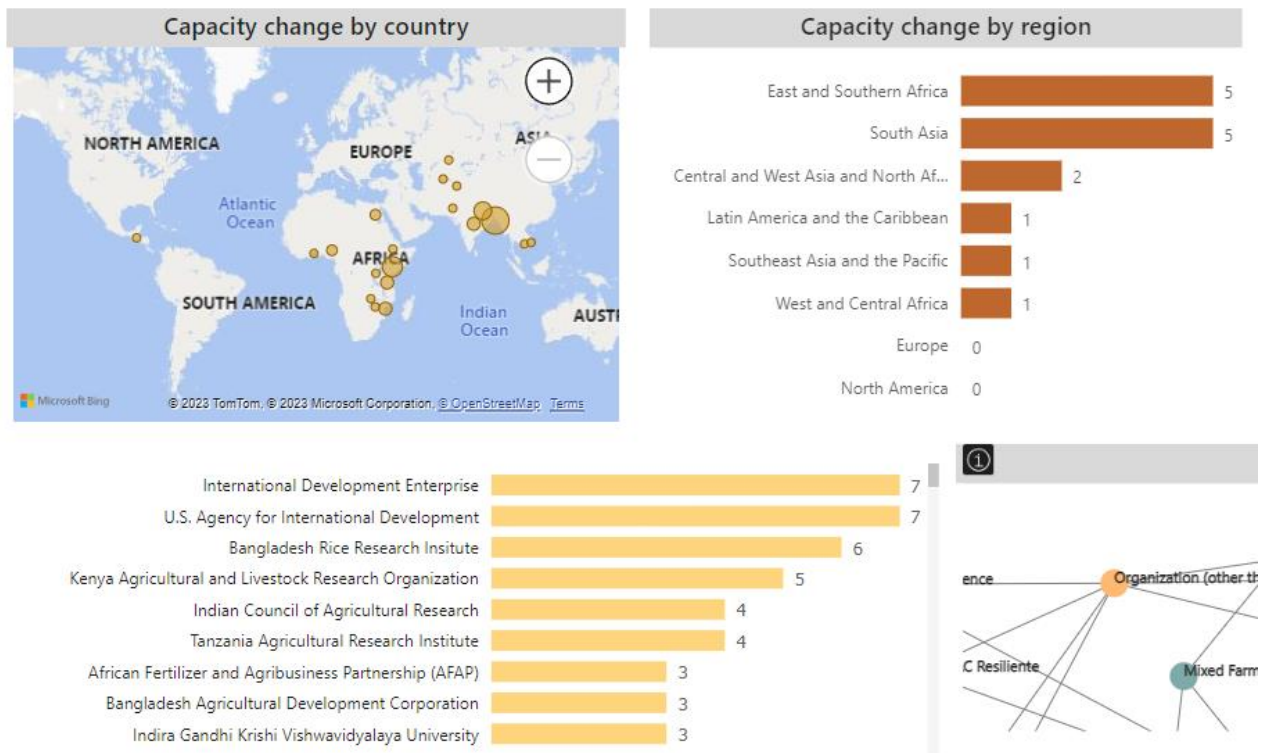 Capacity change by country
NORTH AMERICA
EUROPE
Atlantic
Ocean
AFRICA
SOUTH AMERICA
Indian
Ocean
Microsoft Bing
© 2023 TomTom, © 2023 Microsoft Corporation, © OpenStreetMap Terms
Capacity change by region
East and Southern Africa 5
South Asia 5
Central and West Asia and North Af... 2
Latin America and the Caribbean 1
Southeast Asia and the Pacific 1
West and Central Africa 1
Europe 0
North America 0
International Development Enterprise 7
U.S. Agency for International Development 7
Bangladesh Rice Research Insitute 6
Kenya Agricultural and Livestock Research Organization 5
Indian Council of Agricultural Research 4
Tanzania Agricultural Research Institute 4
African Fertilizer and Agribusiness Partnership (AFAP) 3
Bangladesh Agricultural Development Corporation 3
Indira Gandhi Krishi Vishwavidyalaya University 3
ence
Organization (other th
C Resiliente
Mixed Farm